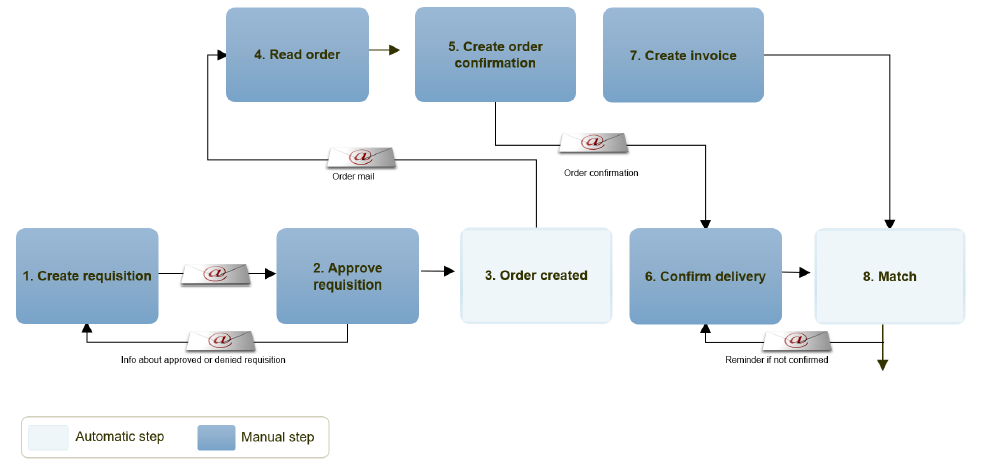 4. Read order
5. Create order
confirmation
7. Create invoice
@
Order mail
@
Order confirmation
1. Create requisition
@
2. Approve
requisition
3. Order created
6. Confirm delivery
8. Match
@
Info about approved or denied requisition
@
Reminder if not confirmed
Automatic step
Manual step